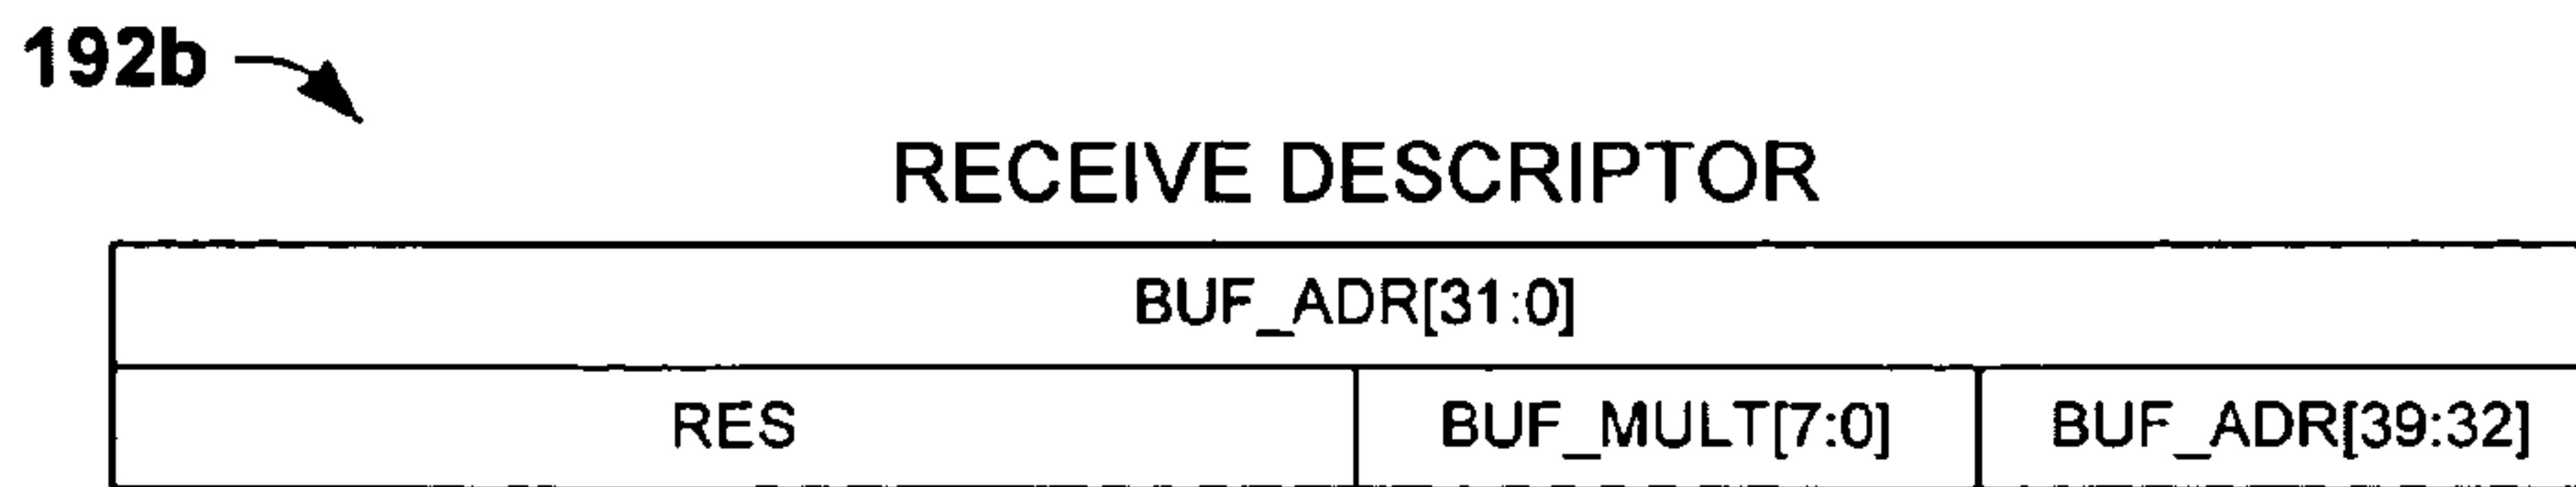 192b
RECEIVE DESCRIPTOR
BUF_ADR[31:0]
RES BUF_MULT[7:0] BUF_ADR[39:32]